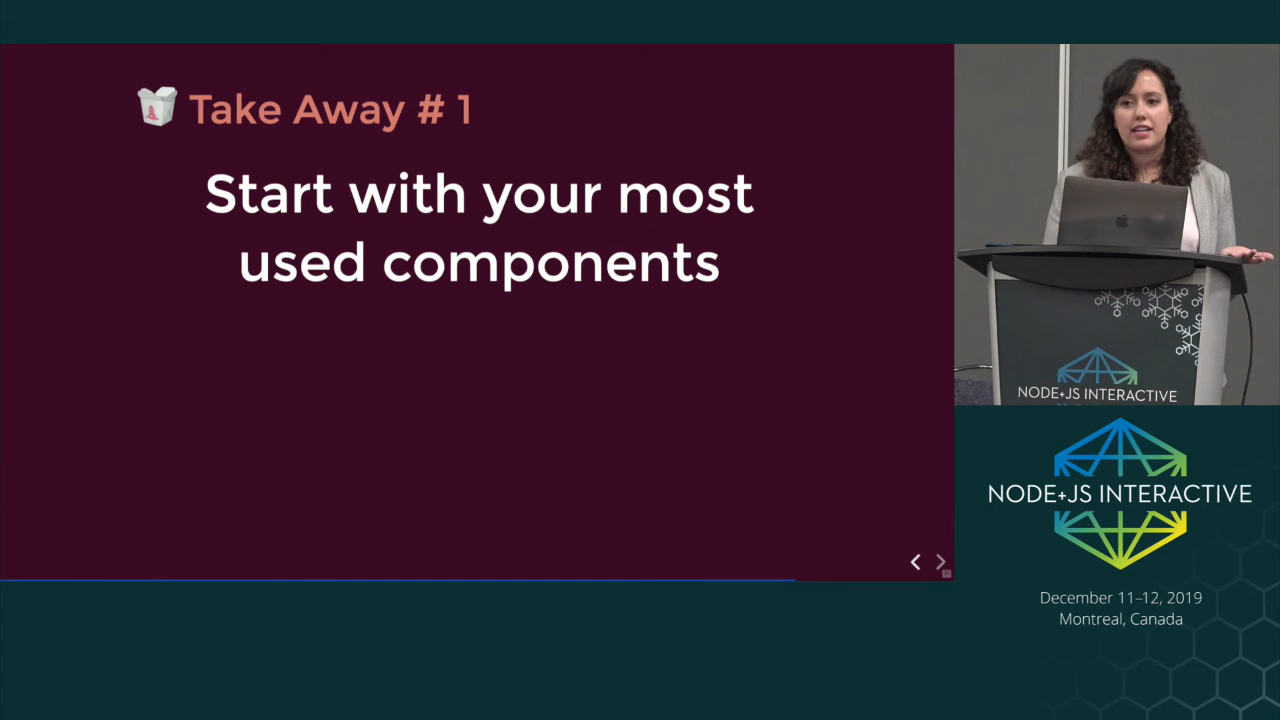 Take Away # 1
Start with your most
used components
NODE+JS INTERACTIVE
NODE+JS INTERACTIVE
December 11–12, 2019
Montreal, Canada